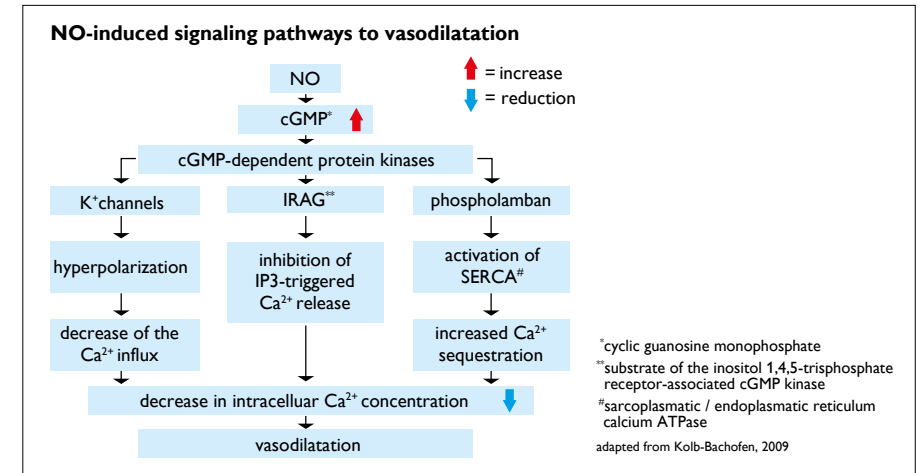 NO-induced signaling pathways to vasodilatation
NO
= increase
= reduction
cGMP*
cGMP-dependent protein kinases
K⁺channels
IRAG**
phospholamban
hyperpolarization
inhibition of
IP3-triggered
Ca²⁺ release
activation of
SERCA#
decrease of the
Ca²⁺ influx
increased Ca²⁺
sequestration
decrease in intracelluar Ca²⁺ concentration
vasodilatation
*cyclic guanosine monophosphate
**substrate of the inositol 1,4,5-trisphosphate
receptor-associated cGMP kinase
#sarcoplasmatic / endoplasmatic reticulum
calcium ATPase
adapted from Kolb-Bachofen, 2009